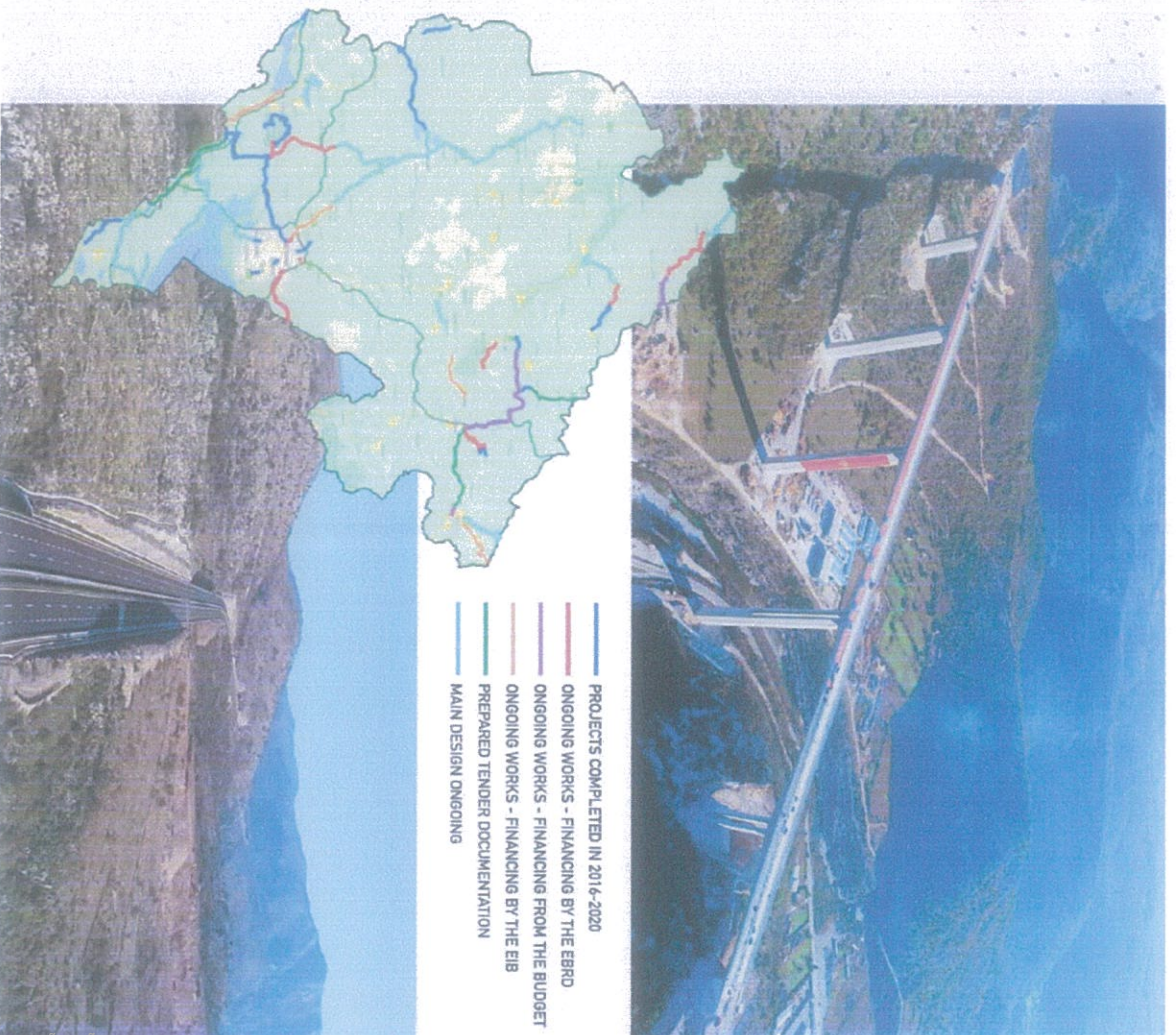 PROJECTS COMPLETED IN 2016-2020
ONGOING WORKS - FINANCING BY THE EBRD
ONGOING WORKS - FINANCING FROM THE BUDGET
ONGOING WORKS - FINANCING BY THE EIB
PREPARED TENDER DOCUMENTATION
MAIN DESIGN ONGOING